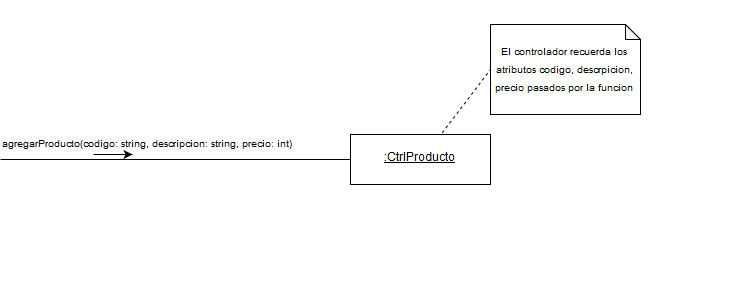 El controlador recuerda los
atributos codigo, descrpicion,
precio pasados por la funcion
agregarProducto(codigo: string, descripcion: string, precio: int)
:CtrlProducto